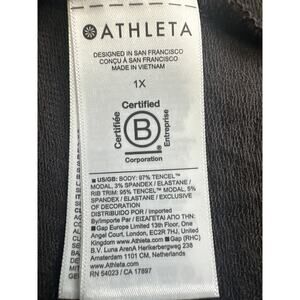 ATHLETA
DESIGNED IN SAN FRANCISCO
CONÇU À SAN FRANCISCO
MADE IN VIETNAM
1X
Certified
Certifiée
B
Entreprise
Corporation
■ US/GB: BODY: 97% TENCEL™
MODAL, 3% SPANDEX / ELASTANE /
RIB TRIM: 95% TENCEL™ MODAL, 5%
SPANDEX / ELASTANE / EXCLUSIVE
OF DECORATION
DISTRIBUIDO POR / Imported
By/Importe Par / ΕΙΣΑΓΕΤΑΙ ΑΠΟ ΤΗΝ:
■ Gap Europe Limited 13th Floor, One
Angel Court, London, EC2R 7HJ, United
Kingdom www.Athleta.com ■ Gap (RHC)
B.V. Luna ArenA Herikerbergweg 238
Amsterdam 1101 CM, Netherlands
www.Athleta.com
RN 54023 / CA 17897